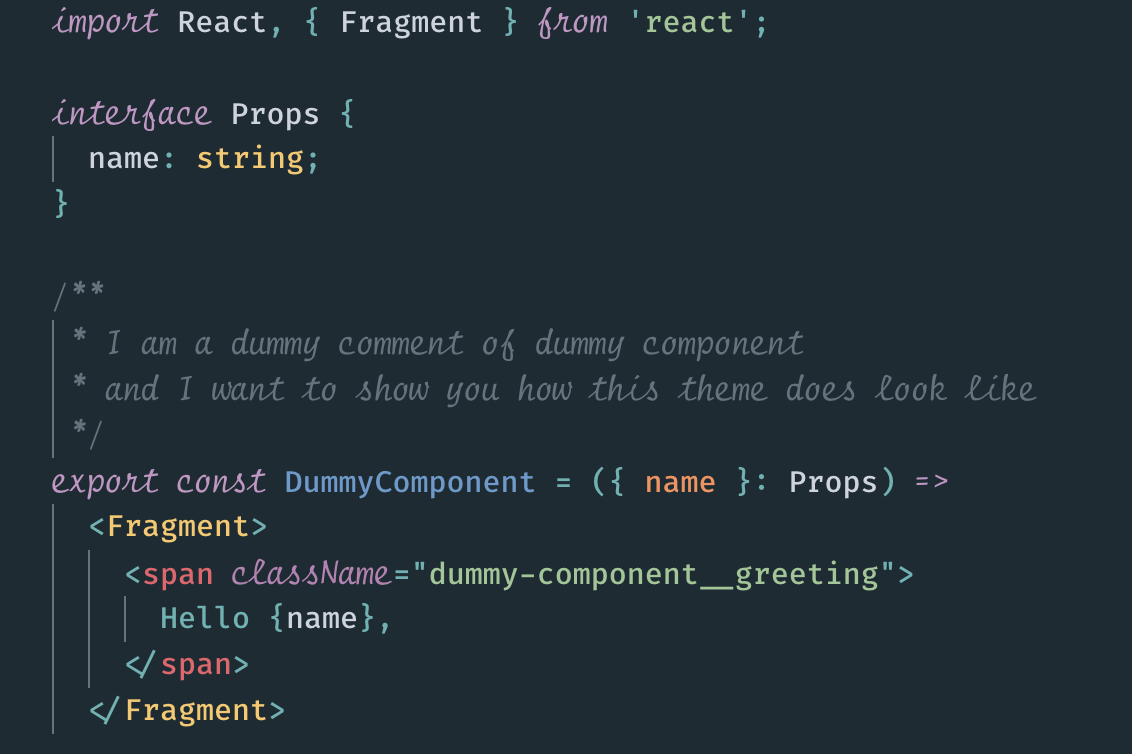 import React, { Fragment } from 'react';

interface Props {
  name: string;
}

/**
 * I am a dummy comment of dummy component
 * and I want to show you how this theme does look like
 */
export const DummyComponent = ({ name }: Props) =>
  <Fragment>
    <span className="dummy-component__greeting">
      Hello {name},
    </span>
  </Fragment>